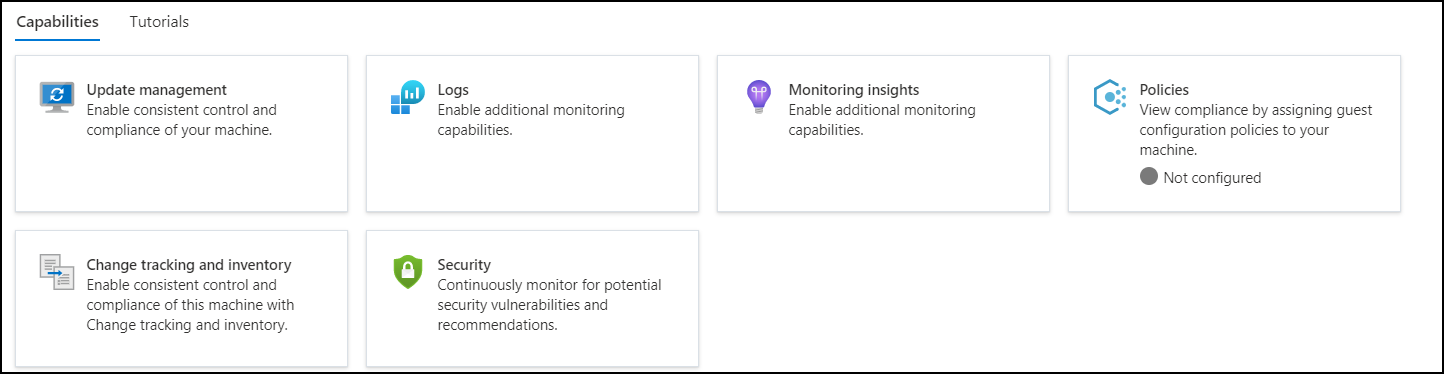 Capabilities
Tutorials
Update management
Enable consistent control and
compliance of your machine.
Logs
Enable additional monitoring
capabilities.
Monitoring insights
Enable additional monitoring
capabilities.
Policies
View compliance by assigning guest
configuration policies to your
machine.
Not configured
Change tracking and inventory
Enable consistent control and
compliance of this machine with
Change tracking and inventory.
Security
Continuously monitor for potential
security vulnerabilities and
recommendations.